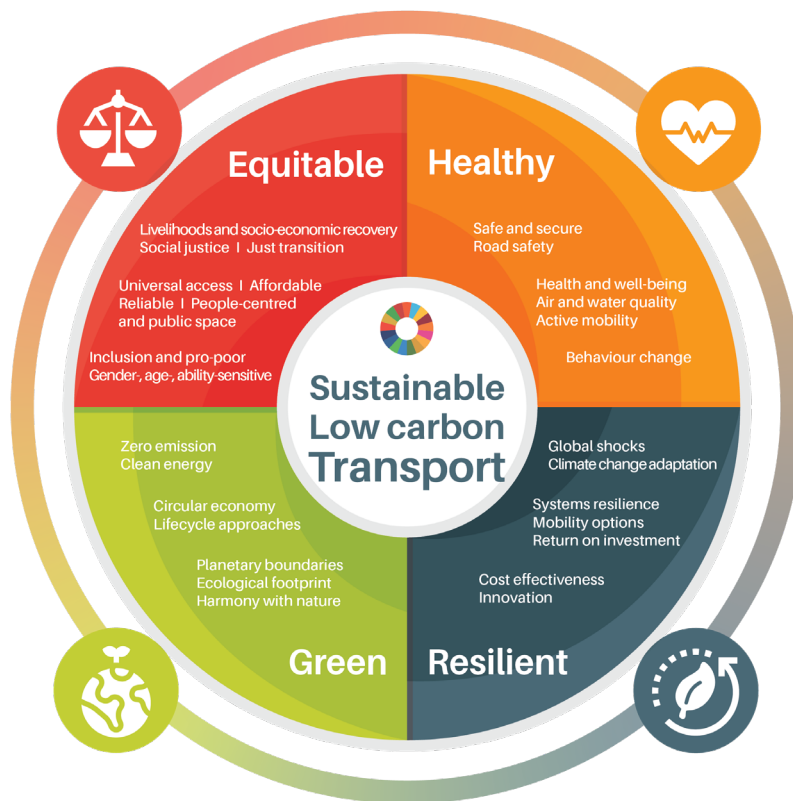 Equitable
Livelihoods and socio-economic recovery
Social justice I Just transition
Universal access I Affordable
Reliable I People-centred
and public space
Inclusion and pro-poor
Gender-, age-, ability-sensitive
Healthy
Safe and secure
Road safety
Health and well-being
Air and water quality
Active mobility
Behaviour change
Sustainable
Low carbon
Transport
Zero emission
Clean energy
Circular economy
Lifecycle approaches
Planetary boundaries
Ecological footprint
Harmony with nature
Green
Global shocks
Climate change adaptation
Systems resilience
Mobility options
Return on investment
Cost effectiveness
Innovation
Resilient